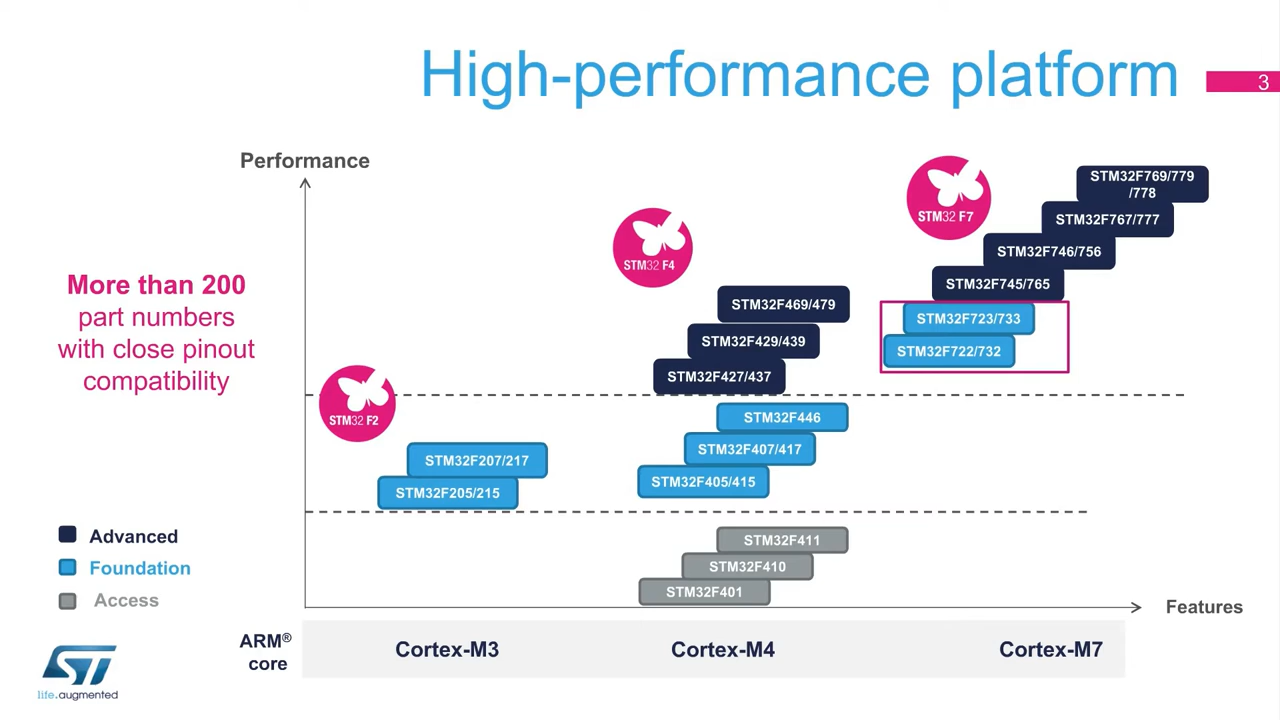 High-performance platform
3
Performance
More than 200
part numbers
with close pinout
compatibility
STM32 F2
STM32F207/217
STM32F205/215
STM32 F4
STM32F469/479
STM32F429/439
STM32F427/437
STM32F446
STM32F407/417
STM32F405/415
STM32F411
STM32F410
STM32F401
STM32 F7
STM32F769/779
/778
STM32F767/777
STM32F746/756
STM32F745/765
STM32F723/733
STM32F722/732
Advanced
Foundation
Access
Features
ARM®
core
Cortex-M3
Cortex-M4
Cortex-M7
ST
life.augmented